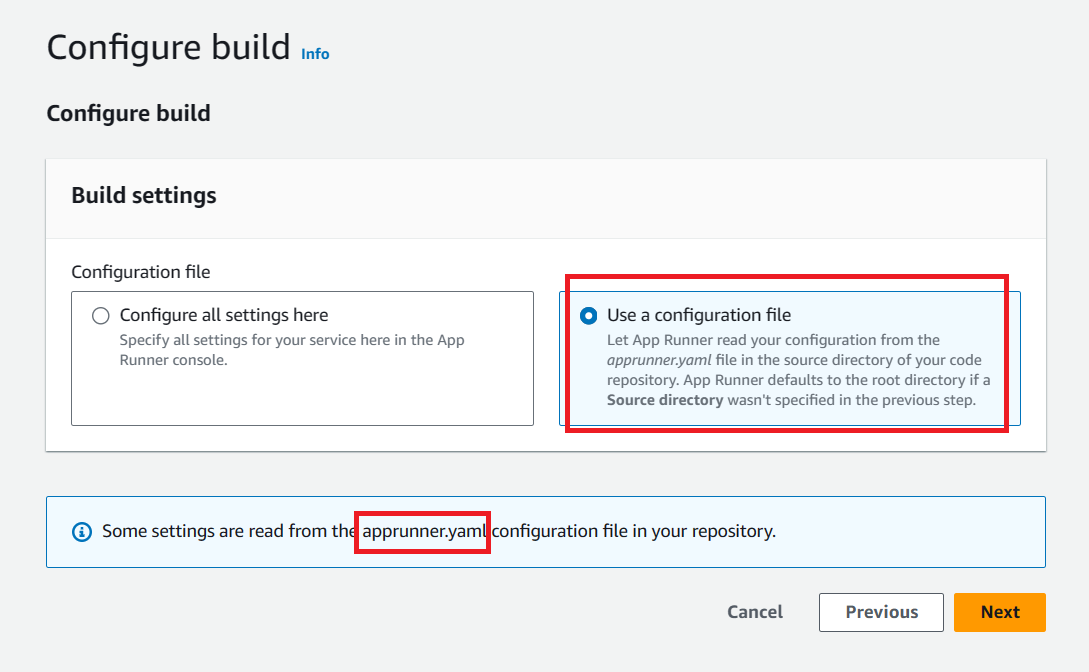 Configure build Info
Configure build
Build settings
Configuration file
Configure all settings here
Specify all settings for your service here in the App
Runner console.
Use a configuration file
Let App Runner read your configuration from the
apprunner.yaml file in the source directory of your code
repository. App Runner defaults to the root directory if a
Source directory wasn't specified in the previous step.
Some settings are read from the apprunner.yaml configuration file in your repository.
Cancel
Previous
Next